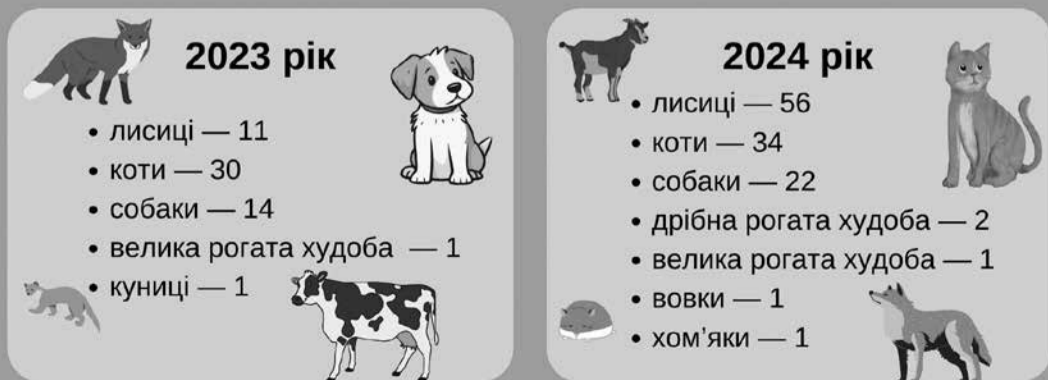 2023 рік
• лисиці — 11
• коти — 30
• собаки — 14
• велика рогата худоба — 1
• куниці — 1
2024 рік
• лисиці — 56
• коти — 34
• собаки — 22
• дрібна рогата худоба — 2
• велика рогата худоба — 1
• вовки — 1
• хом’яки — 1